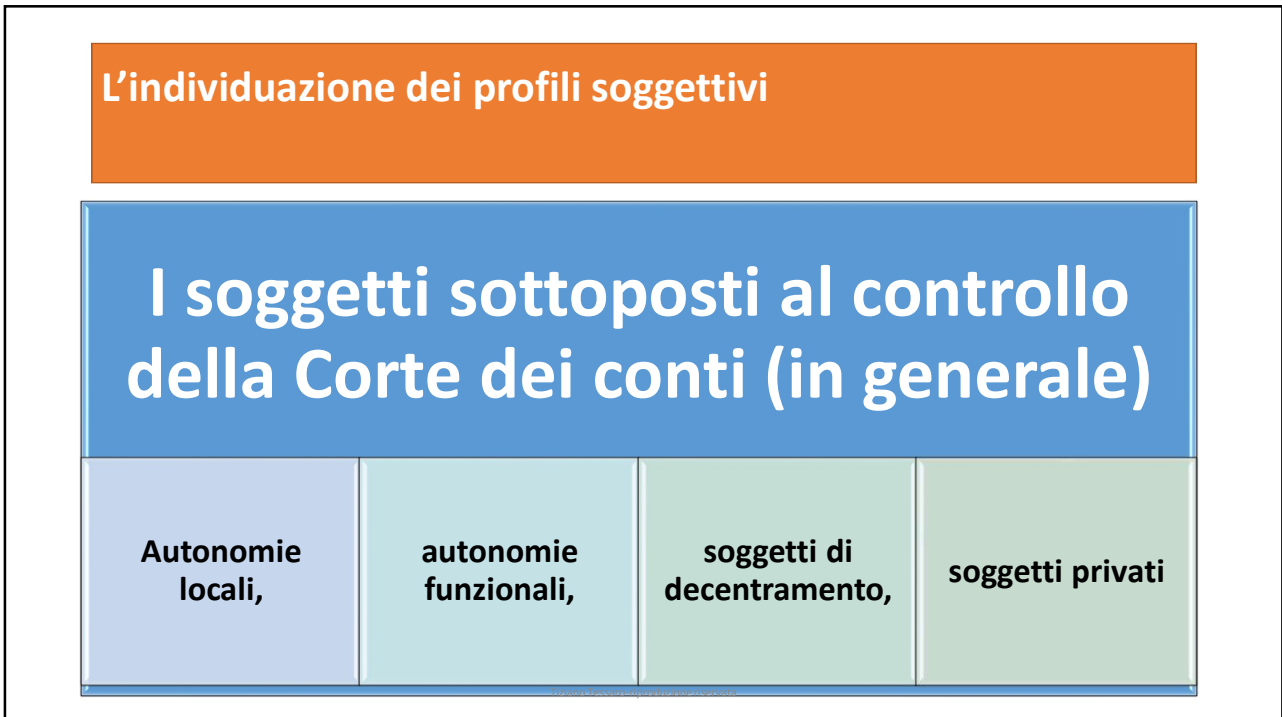 L’individuazione dei profili soggettivi
I soggetti sottoposti al controllo
della Corte dei conti (in generale)
Autonomie
locali,
autonomie
funzionali,
soggetti di
decentramento,
soggetti privati